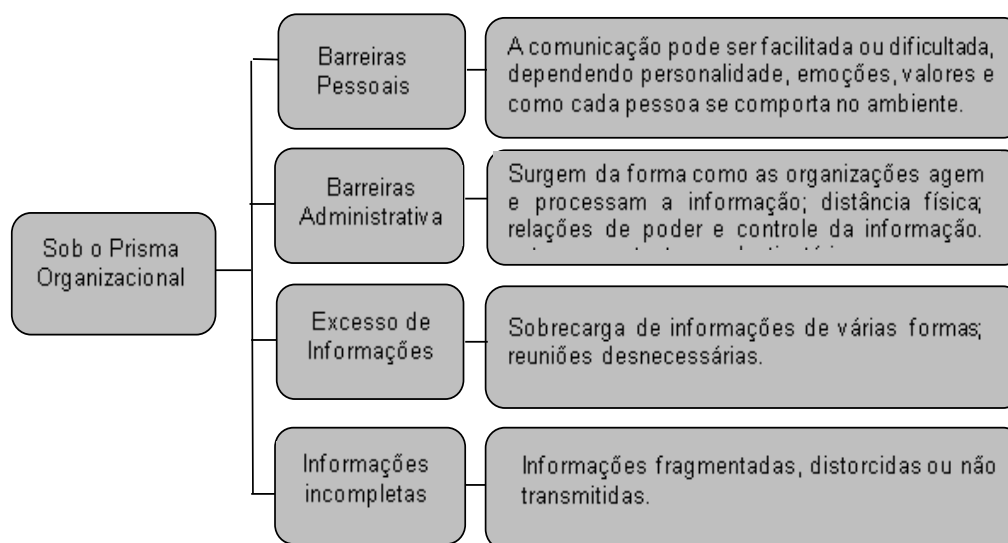 Sob o Prisma
Organizacional
Barreiras
Pessoais
A comunicação pode ser facilitada ou dificultada,
dependendo personalidade, emoções, valores e
como cada pessoa se comporta no ambiente.
Barreiras
Administrativa
Surgem da forma como as organizações agem
e processam a informação; distância física;
relações de poder e controle da informação.
Excesso de
Informações
Sobrecarga de informações de várias formas;
reuniões desnecessárias.
Informações
incompletas
Informações fragmentadas, distorcidas ou não
transmitidas.